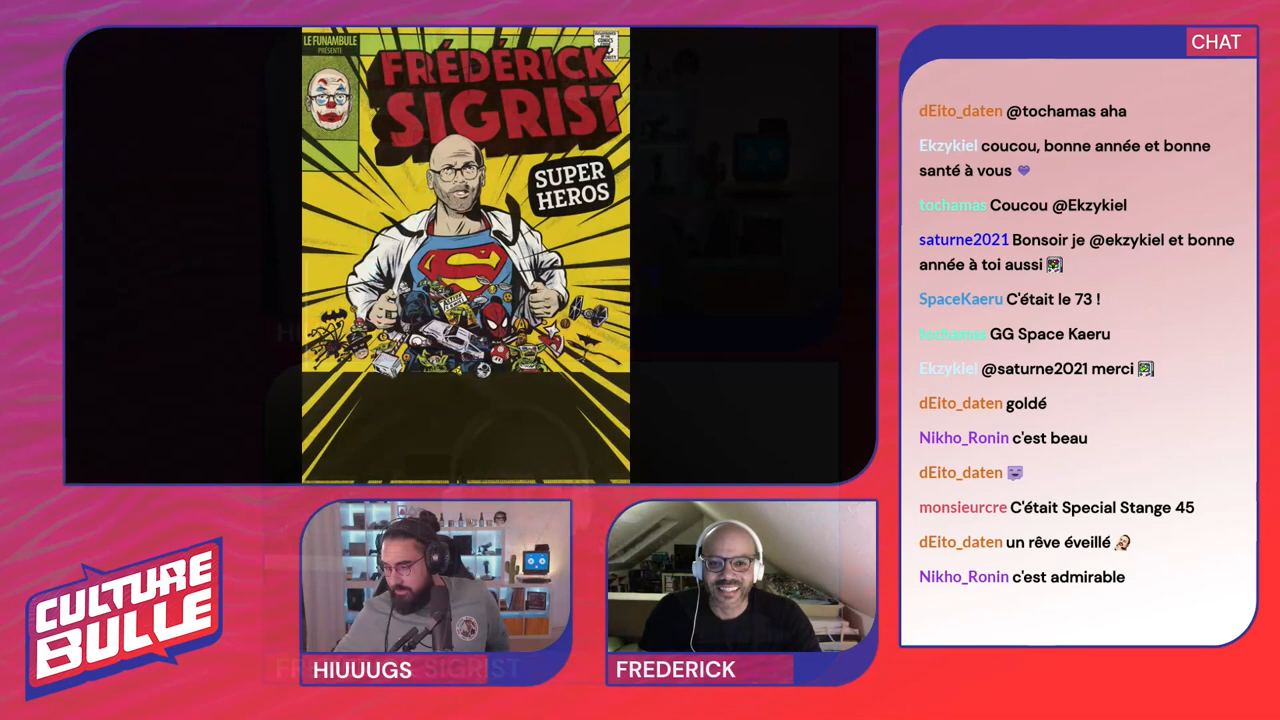 LE FUNAMBULE
PRÉSENTE
FRÉDÉRICK
SIGRIST
SUPER
HEROS
CHAT
dEito_daten @tochamas aha
Ekzykiel coucou, bonne année et bonne
santé à vous
tochamas Coucou @Ekzykiel
saturne2021 Bonsoir je @ekzykiel et bonne
année à toi aussi
SpaceKaeru C'était le 73 !
tochamas GG Space Kaeru
Ekzykiel @saturne2021 merci
dEito_daten goldé
Nikho_Ronin c'est beau
dEito_daten
monsieurcre C'était Special Stange 45
dEito_daten un rêve éveillé
Nikho_Ronin c'est admirable
CULTURE
BULLE
HIUUUGS
FREDERICK
SIGRIST